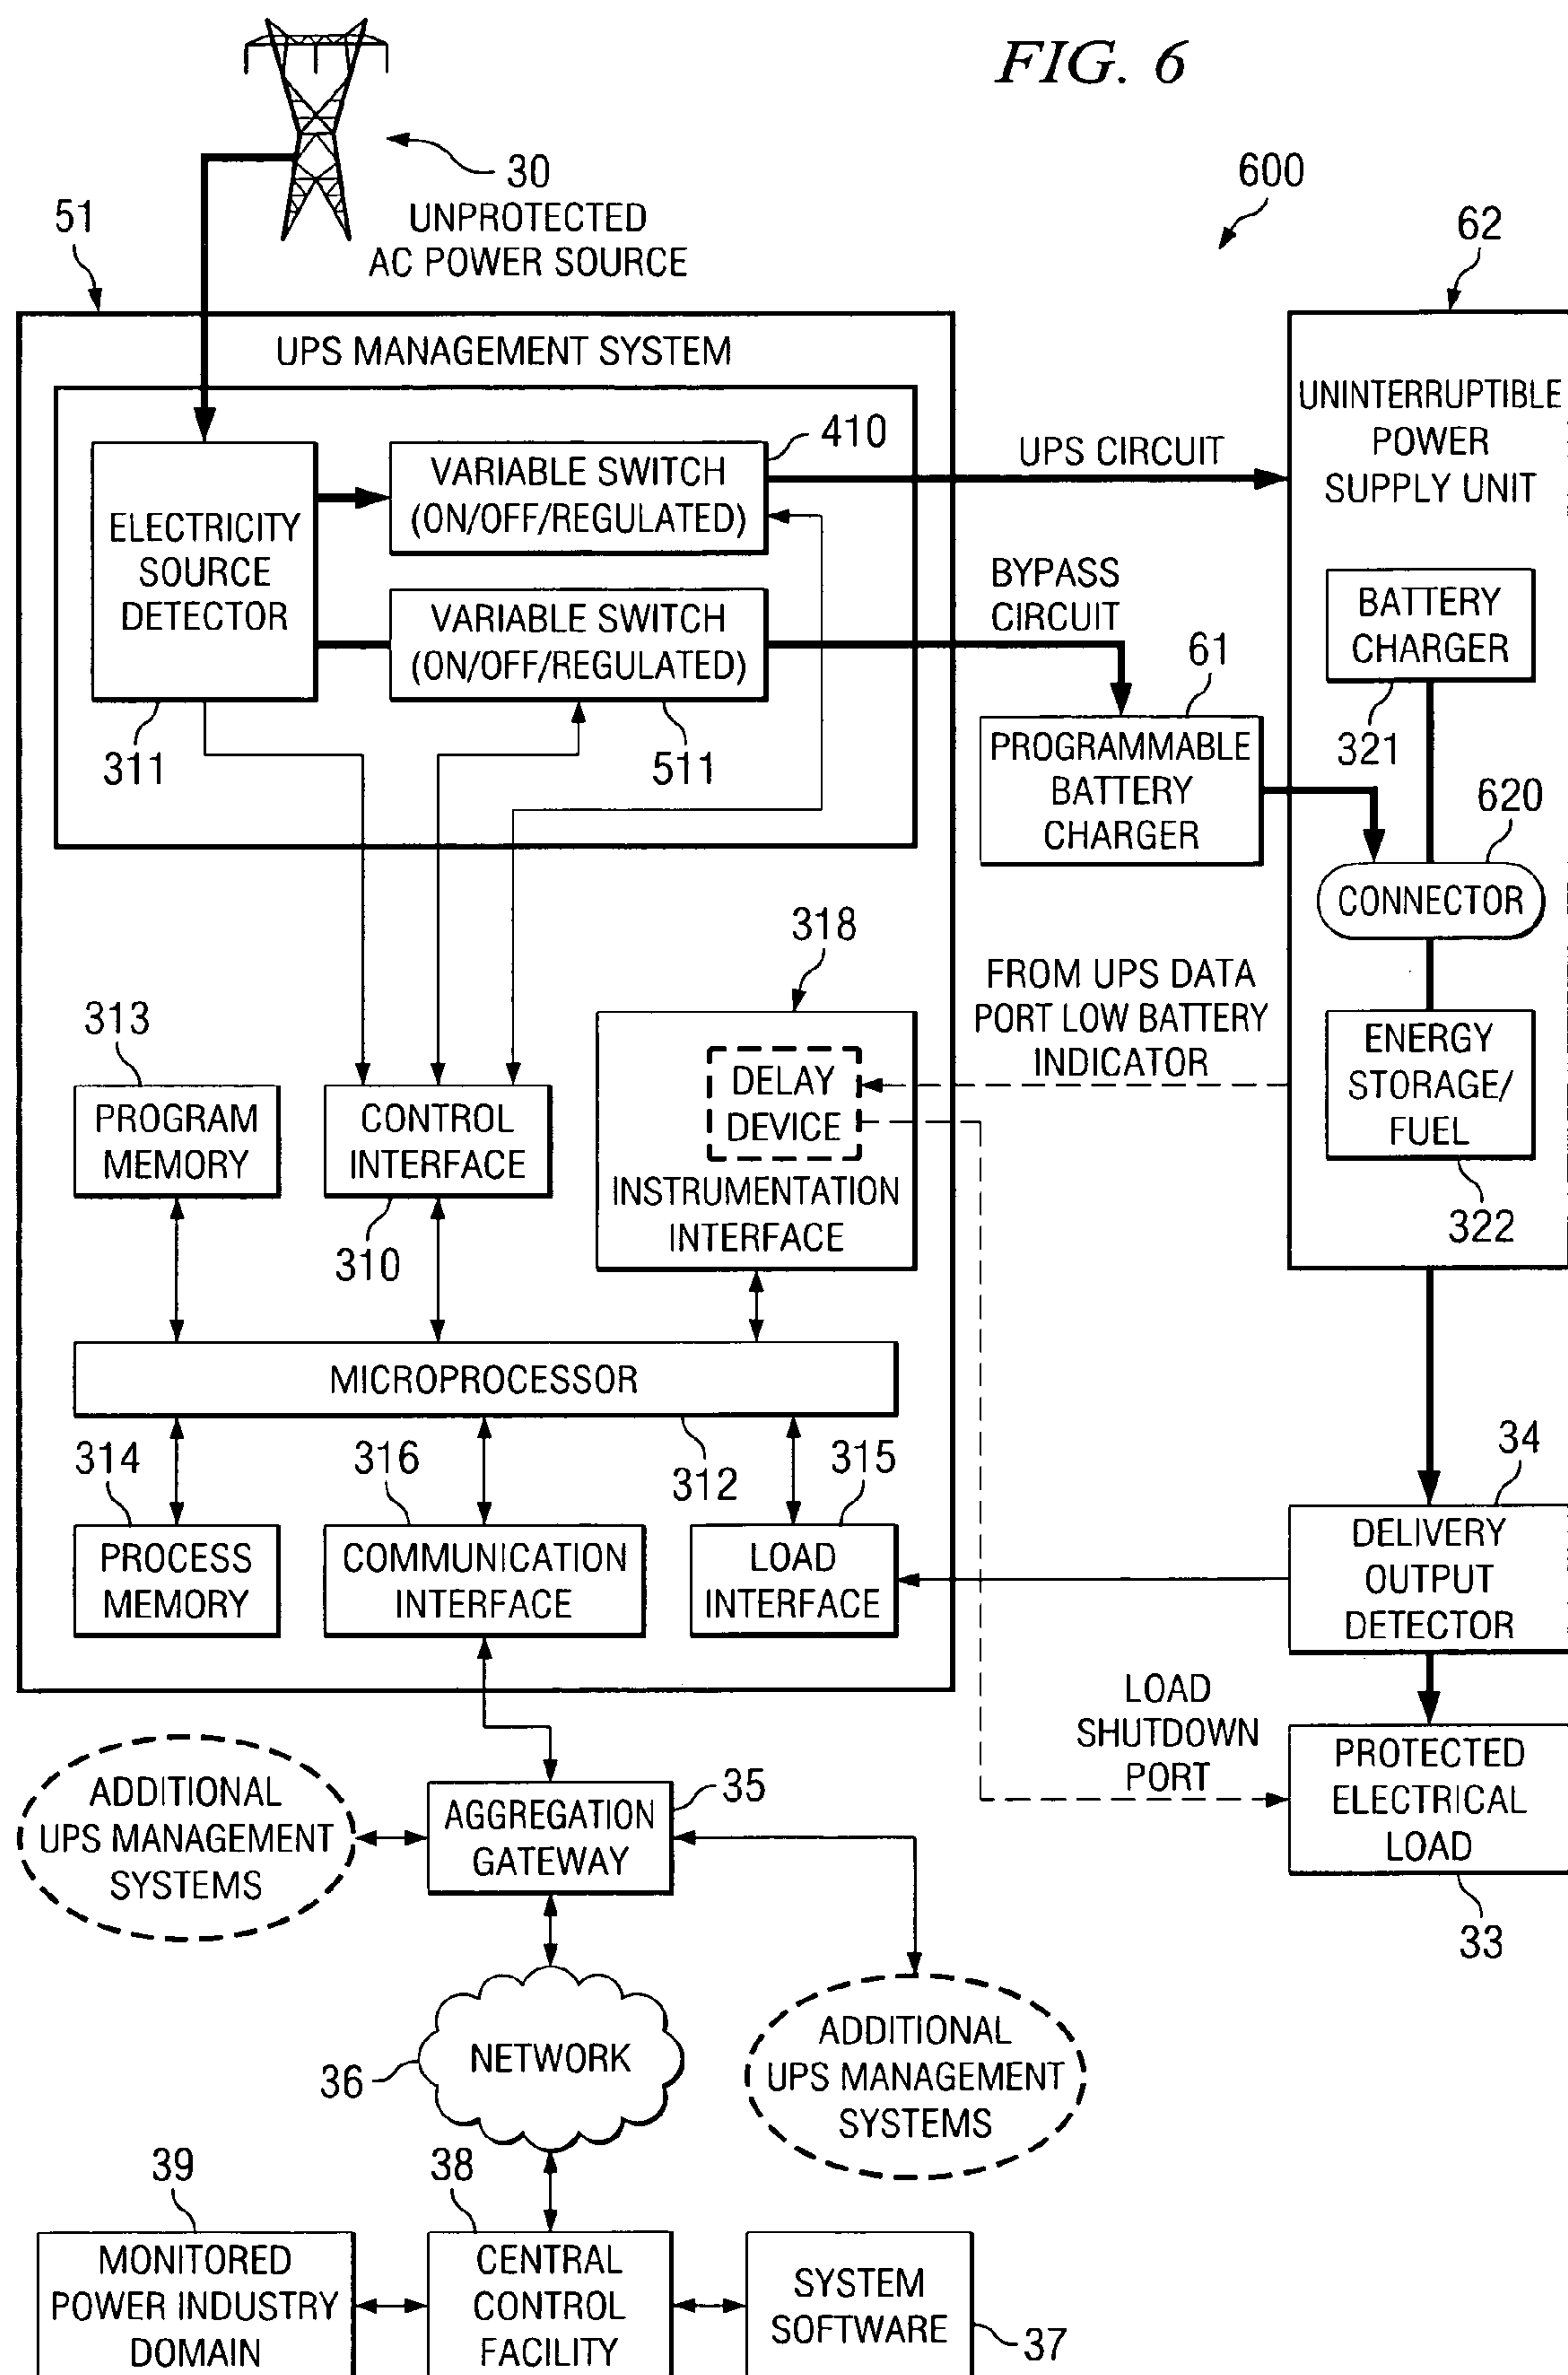 FIG. 6
30
UNPROTECTED
AC POWER SOURCE
600
51
62
UPS MANAGEMENT SYSTEM
ELECTRICITY
SOURCE
DETECTOR
311
VARIABLE SWITCH
(ON/OFF/REGULATED)
410
VARIABLE SWITCH
(ON/OFF/REGULATED)
511
UPS CIRCUIT
BYPASS
CIRCUIT
61
PROGRAMMABLE
BATTERY
CHARGER
UNINTERRUPTIBLE
POWER
SUPPLY UNIT
BATTERY
CHARGER
321
620
CONNECTOR
ENERGY
STORAGE/
FUEL
322
FROM UPS DATA
PORT LOW BATTERY
INDICATOR
318
DELAY
DEVICE
INSTRUMENTATION
INTERFACE
313
PROGRAM
MEMORY
CONTROL
INTERFACE
310
MICROPROCESSOR
312
314
PROCESS
MEMORY
316
COMMUNICATION
INTERFACE
315
LOAD
INTERFACE
34
DELIVERY
OUTPUT
DETECTOR
LOAD
SHUTDOWN
PORT
PROTECTED
ELECTRICAL
LOAD
33
ADDITIONAL
UPS MANAGEMENT
SYSTEMS
35
AGGREGATION
GATEWAY
NETWORK
36
ADDITIONAL
UPS MANAGEMENT
SYSTEMS
39
MONITORED
POWER INDUSTRY
DOMAIN
38
CENTRAL
CONTROL
FACILITY
SYSTEM
SOFTWARE
37